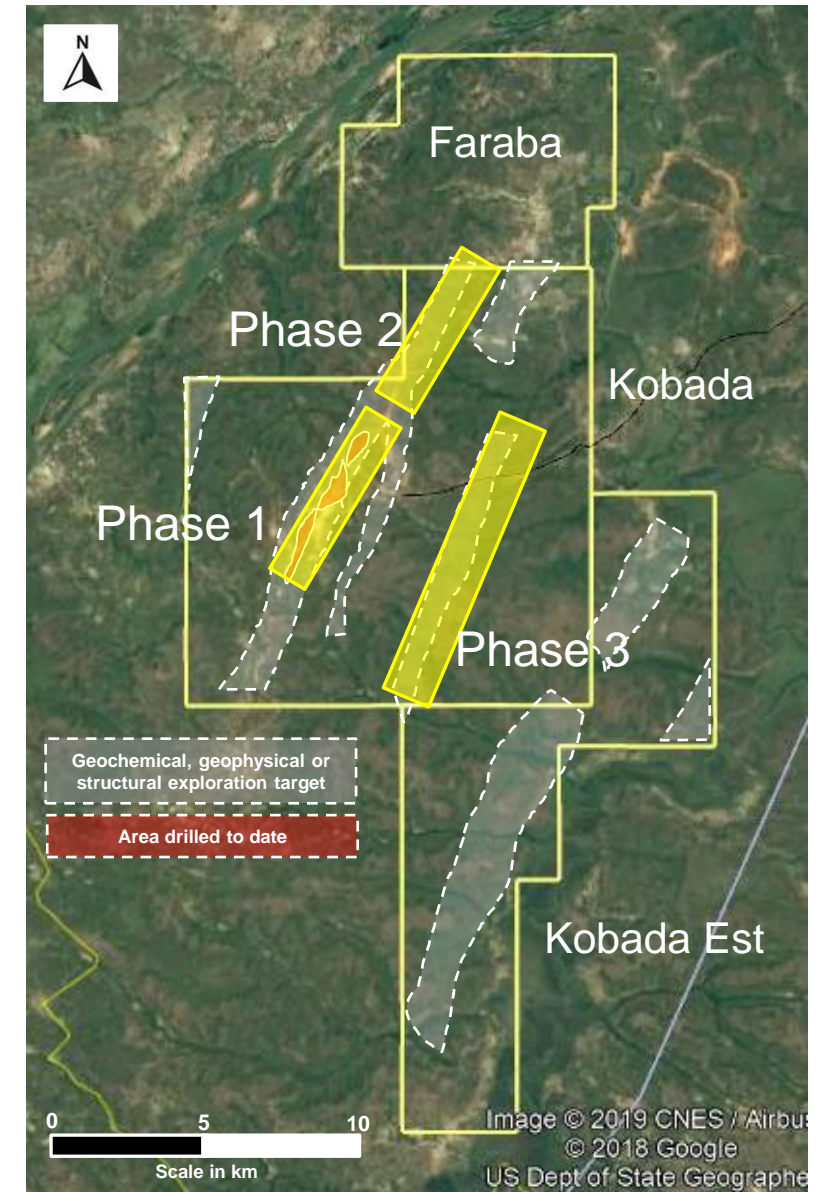 N
Faraba
Phase 2
Kobada
Phase 1
Phase 3
Geochemical, geophysical or
structural exploration target
Area drilled to date
Kobada Est
0 5 10
Scale in km
Image © 2019 CNES / Airbus
© 2018 Google
US Dept of State Geographe